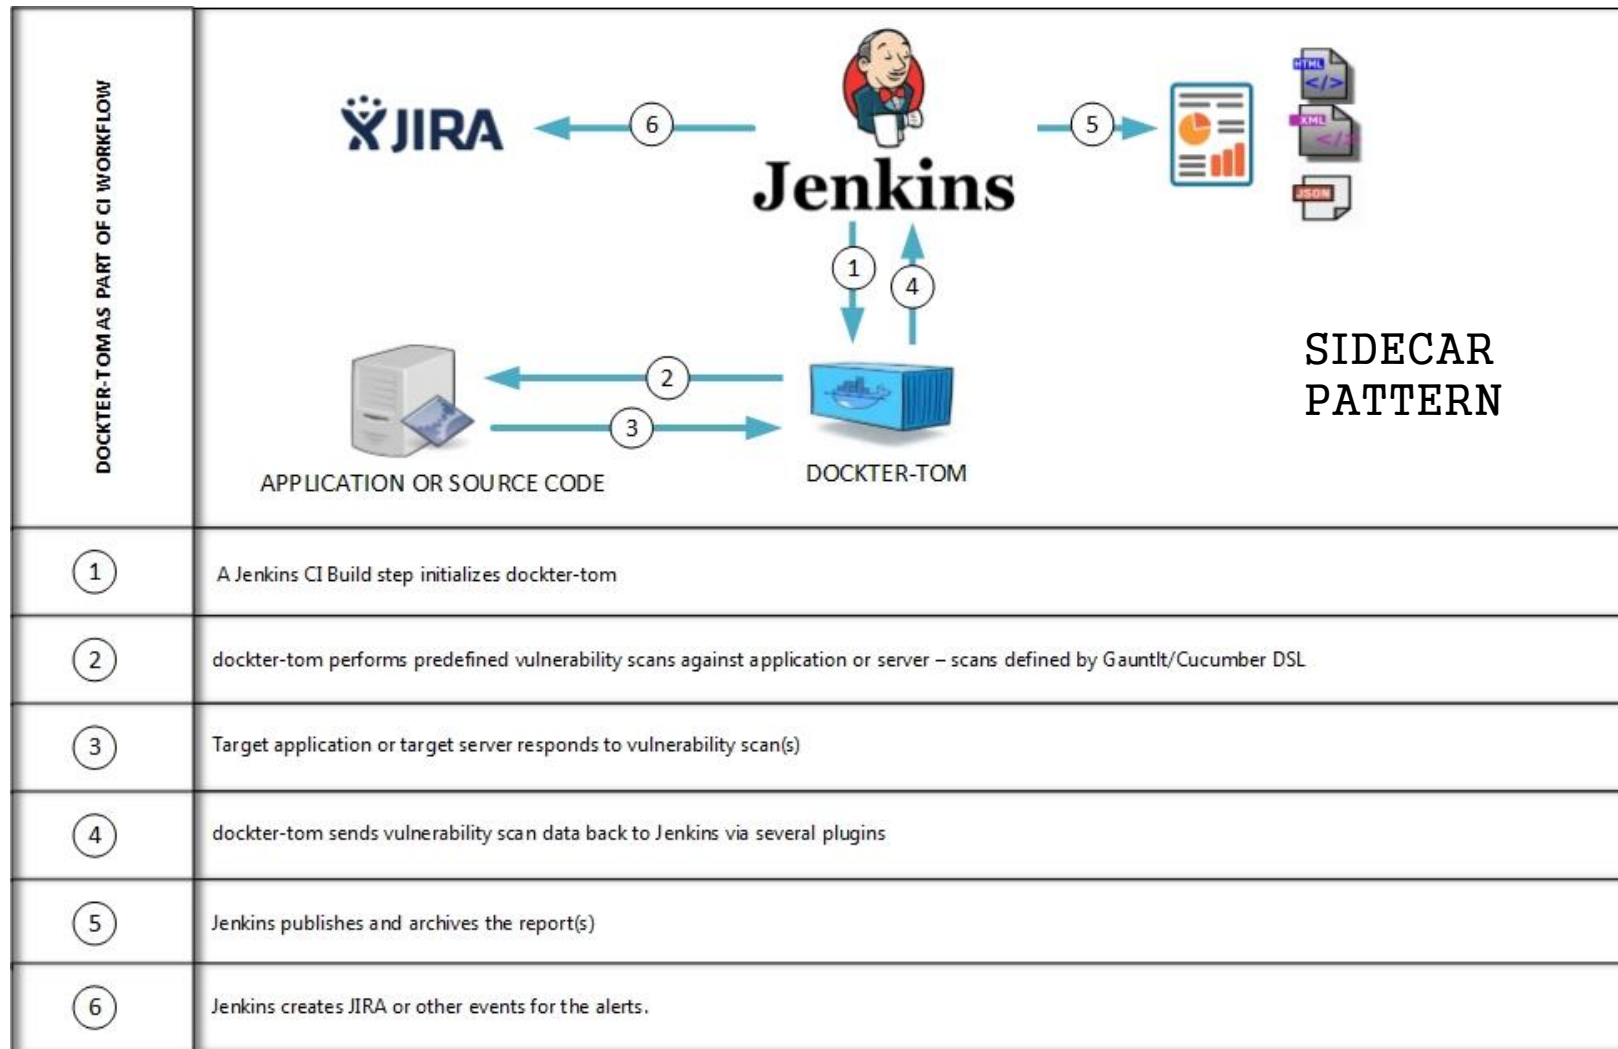 DOCKTER-TOM AS PART OF CI WORKFLOW
JIRA
6
Jenkins
5
HTML
</>
XML
</>
JSON
1
4
SIDECAR
PATTERN
2
3
APPLICATION OR SOURCE CODE
DOCKTER-TOM
1
A Jenkins CI Build step initializes dockter-tom
2
dockter-tom performs predefined vulnerability scans against application or server – scans defined by Gauntlt/Cucumber DSL
3
Target application or target server responds to vulnerability scan(s)
4
dockter-tom sends vulnerability scan data back to Jenkins via several plugins
5
Jenkins publishes and archives the report(s)
6
Jenkins creates JIRA or other events for the alerts.